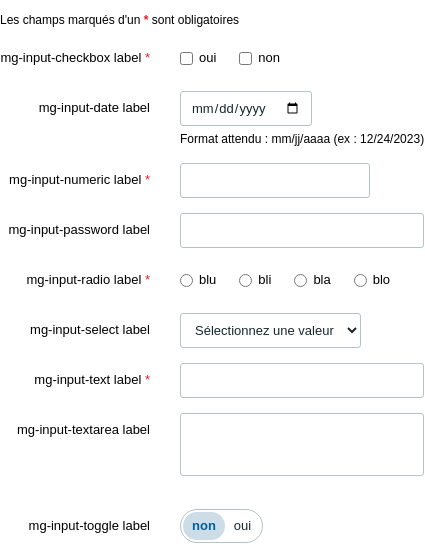 Les champs marqués d'un * sont obligatoires
mg-input-checkbox label * oui non
mg-input-date label mm/dd/yyyy
Format attendu : mm/jj/aaaa (ex : 12/24/2023)
mg-input-numeric label *
mg-input-password label
mg-input-radio label * blu bli bla blo
mg-input-select label Sélectionnez une valeur
mg-input-text label *
mg-input-textarea label
mg-input-toggle label non oui